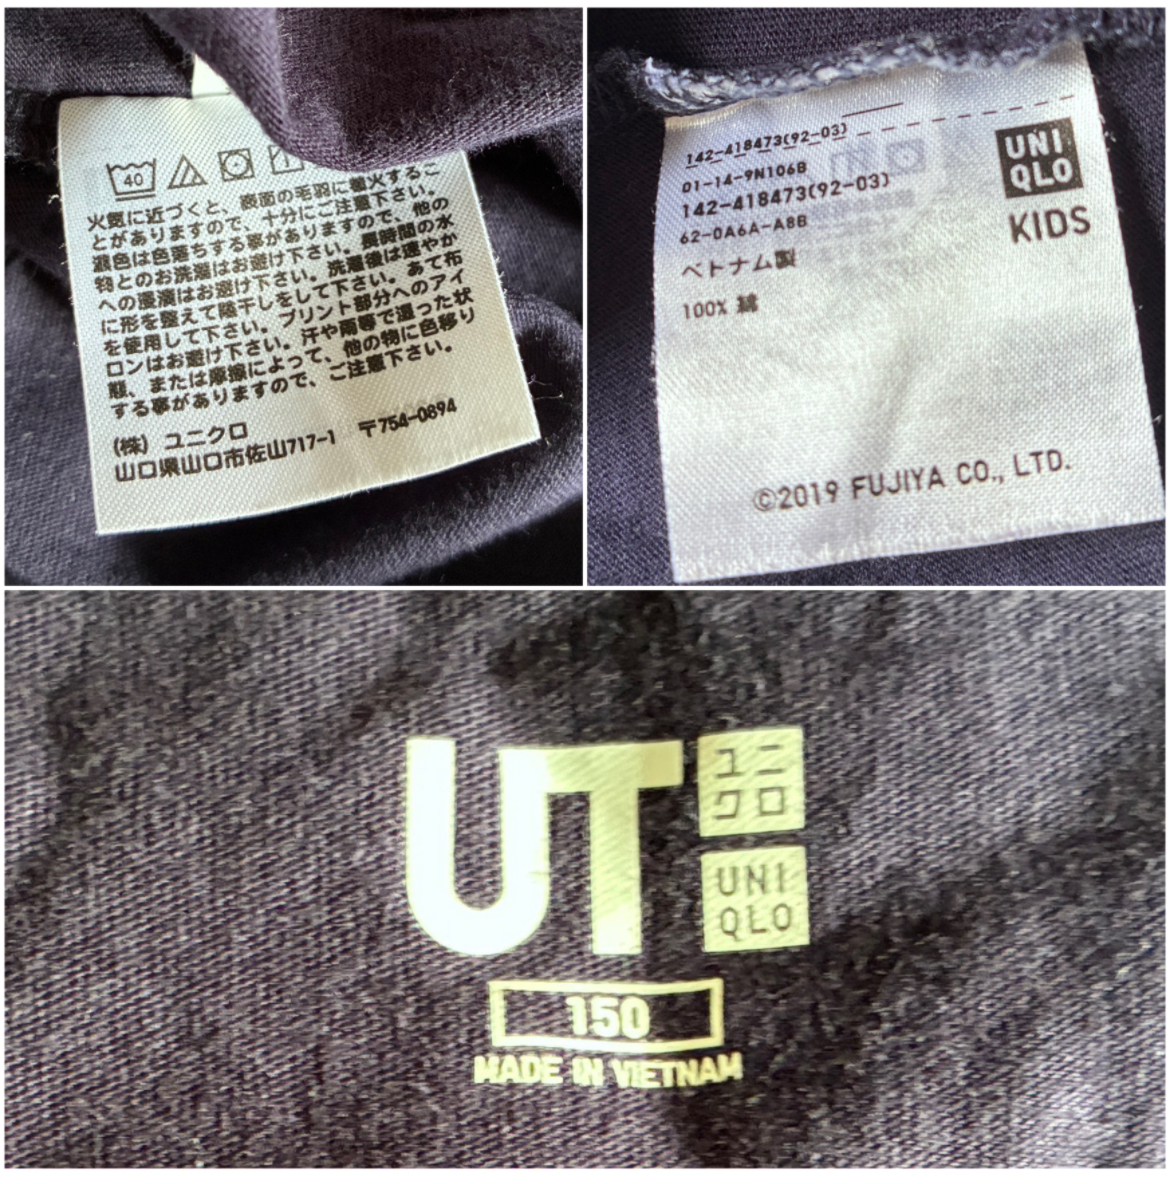 40
火気に近づくと、表面の毛羽に着火するこ
とがありますので、十分にご注意下さい。
濃色は色落ちする事がありますので、他の
物とのお洗濯はお避け下さい。長時間の水
への浸漬はお避け下さい。洗濯後は速やか
に形を整えて陰干しをして下さい。あて布
を使用して下さい。プリント部分へのアイ
ロンはお避け下さい。汗や雨等で湿った状
態、または摩擦によって、他の物に色移り
する事がありますので、ご注意下さい。
(株) ユニクロ
山口県山口市佐山717-1 〒754-0894
142-418473(92-03)
01-14-9N106B
142-418473(92-03)
62-0A6A-A8B
ベトナム製
100% 綿
UNI
QLO
KIDS
©2019 FUJIYA CO., LTD.
UT
ユニ
クロ
UNI
QLO
150
MADE IN VIETNAM